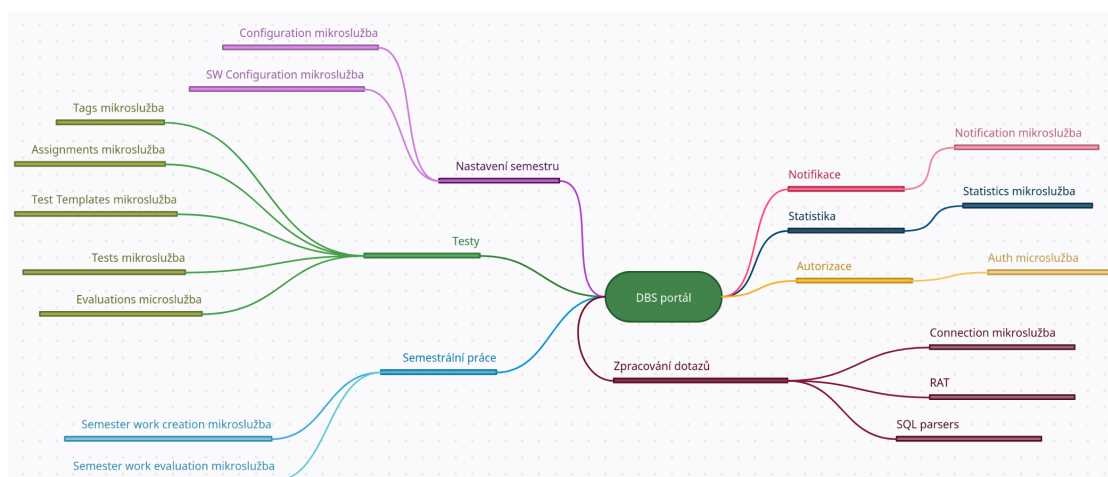 Configuration mikroslužba
SW Configuration mikroslužba
Tags mikroslužba
Assignments mikroslužba
Test Templates mikroslužba
Tests mikroslužba
Evaluations microslužba
Nastavení semestru
Testy
Semestrální práce
Semester work creation mikroslužba
Semester work evaluation mikroslužba
DBS portál
Notifikace
Notification mikroslužba
Statistika
Statistics mikroslužba
Autorizace
Auth microslužba
Zpracování dotazů
Connection mikroslužba
RAT
SQL parsers